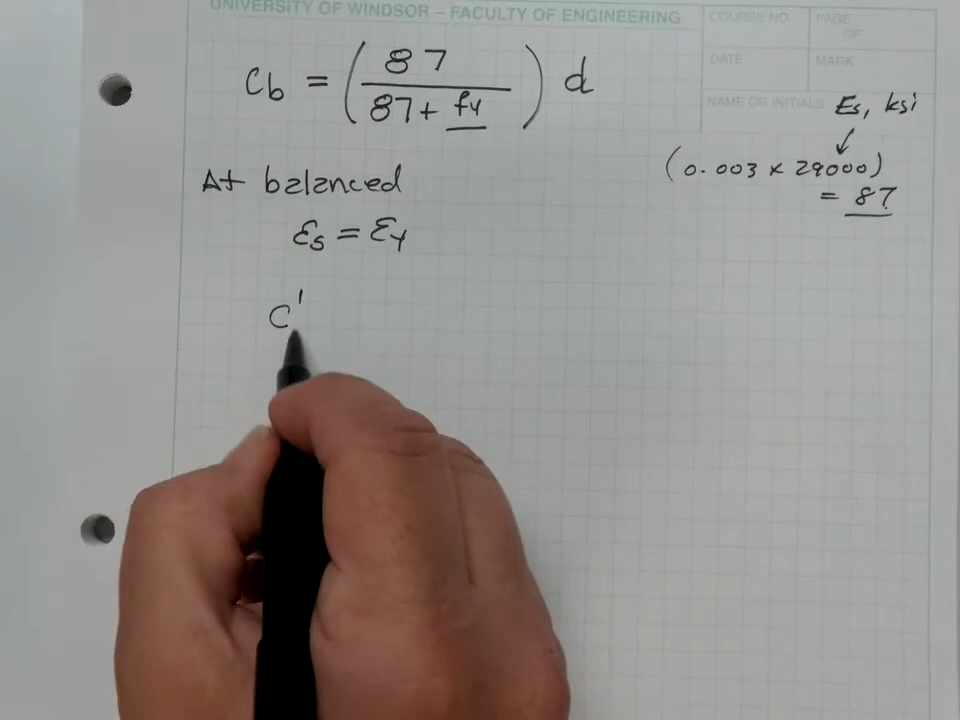 UNIVERSITY OF WINDSOR – FACULTY OF ENGINEERING
COURSE NO.
PAGE
OF
DATE
MARK
NAME OR INITIALS
Cb = (87 / 87 + fy) d
Es, ksi
↓
(0.003 × 29000)
= 87
At balanced
εs = εy
C'